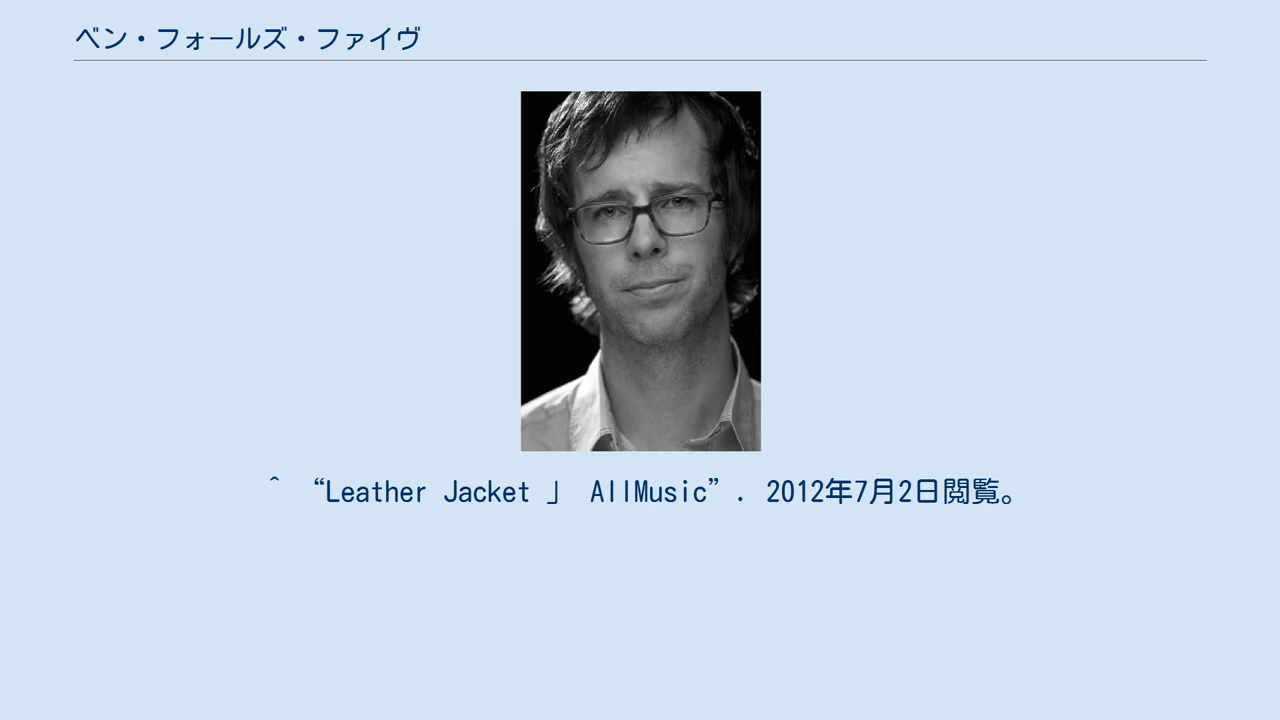 ベン・フォールズ・ファイヴ
^ “Leather Jacket 」 AllMusic”. 2012年7月2日閲覧。